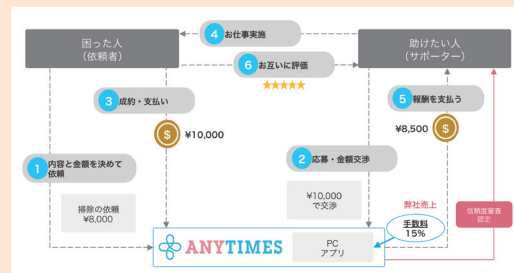 4 お仕事実施
困った人
（依頼者）
助けたい人
（サポーター）
6 お互いに評価
3 成約・支払い
5 報酬を支払う
$ ¥10,000
¥8,500 $
1 内容と金額を決めて
依頼
2 応募・金額交渉
掃除の依頼
¥8,000
¥10,000
で交渉
弊社売上
手数料
15%
信頼度審査
認定
ANYTIMES
PC
アプリ